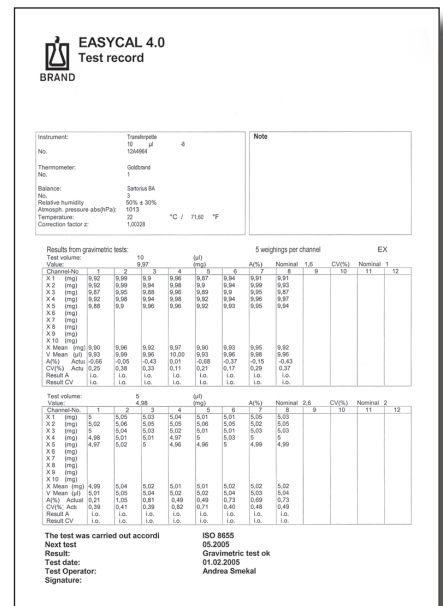 EASYCAL 4.0
Test record
BRAND
Instrument: Transferpette
10 µl -8
No. 12A4984
Thermometer: Goldbrand
No. 1
Balance: Sartorius BA
No. 3
Relative humidity 50% ± 30%
Atmosph. pressure abs(hPa): 1013
Temperature: 22 °C / 71,60 °F
Correction factor z: 1,00328
Note
Results from gravimetric tests: 5 weighings per channel EX
Test volume: 10 (µl)
Value: 9,97 (mg) A(%) Nominal 1,6 CV(%) Nominal 1
Channel-No 1 2 3 4 5 6 7 8 9 10 11 12
X 1 (mg) 9,92 9,99 9,9 9,96 9,87 9,94 9,91 9,91
X 2 (mg) 9,92 9,99 9,94 9,98 9,9 9,94 9,99 9,93
X 3 (mg) 9,87 9,95 9,88 9,96 9,89 9,9 9,95 9,87
X 4 (mg) 9,92 9,98 9,94 9,98 9,92 9,94 9,96 9,97
X 5 (mg) 9,88 9,9 9,96 9,96 9,92 9,93 9,95 9,94
X 6 (mg)
X 7 (mg)
X 8 (mg)
X 9 (mg)
X 10 (mg)
X Mean (mg) 9,90 9,96 9,92 9,97 9,90 9,93 9,95 9,92
V Mean (µl) 9,93 9,99 9,96 10,00 9,93 9,96 9,98 9,96
A(%) Actu -0,66 -0,05 -0,43 0,01 -0,68 -0,37 -0,15 -0,43
CV(%) Actu 0,25 0,38 0,33 0,11 0,21 0,17 0,29 0,37
Result A i.o. i.o. i.o. i.o. i.o. i.o. i.o. i.o.
Result CV i.o. i.o. i.o. i.o. i.o. i.o. i.o. i.o.
Test volume: 5 (µl)
Value: 4,98 (mg) A(%) Nominal 2,6 CV(%) Nominal 2
Channel-No. 1 2 3 4 5 6 7 8 9 10 11 12
X 1 (mg) 5 5,05 5,03 5,04 5,01 5,01 5,05 5,03
X 2 (mg) 5,02 5,06 5,05 5,05 5,06 5,05 5,02 5,05
X 3 (mg) 5 5,04 5,03 5,02 5,01 5,01 5,03 5,03
X 4 (mg) 4,98 5,01 5,01 4,97 5 5,03 5 5
X 5 (mg) 4,97 5,02 5 4,96 4,96 5 4,99 4,99
X 6 (mg)
X 7 (mg)
X 8 (mg)
X 9 (mg)
X 10 (mg)
X Mean (mg) 4,99 5,04 5,02 5,01 5,01 5,02 5,02 5,02
V Mean (µl) 5,01 5,05 5,04 5,02 5,02 5,04 5,03 5,04
A(%) Actual 0,21 1,05 0,81 0,49 0,49 0,73 0,69 0,73
CV(%) 0,39 0,41 0,39 0,82 0,71 0,40 0,48 0,49
Result A i.o. i.o. i.o. i.o. i.o. i.o. i.o. i.o.
Result CV i.o. i.o. i.o. i.o. i.o. i.o. i.o. i.o.
The test was carried out accordi ISO 8655
Next test 05.2005
Result: Gravimetric test ok
Test date: 01.02.2005
Test Operator: Andrea Smekal
Signature: